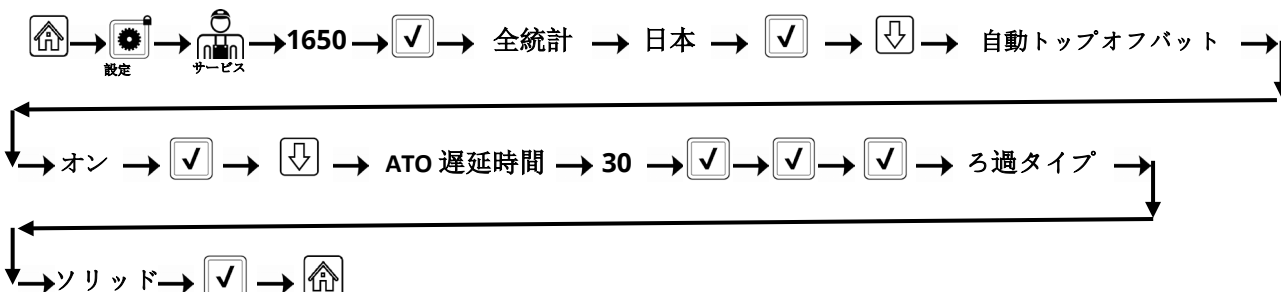 1650 全統計 日本 自動トップオフバット
設定 サービス
オン ATO 遅延時間 30 ろ過タイプ
ソリッド